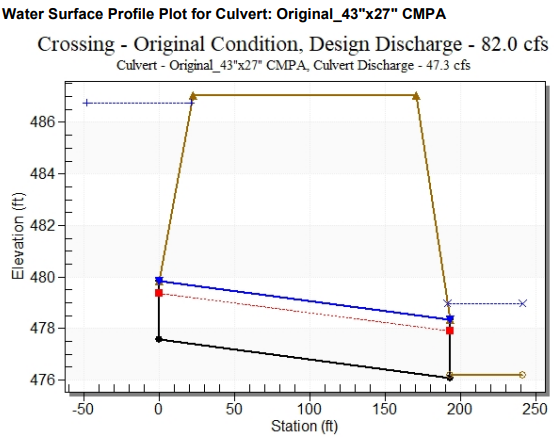 Water Surface Profile Plot for Culvert: Original_43"x27" CMPA
Crossing - Original Condition, Design Discharge - 82.0 cfs
Culvert - Original_43"x27" CMPA, Culvert Discharge - 47.3 cfs
486
484
482
480
478
476
Elevation (ft)
-50 0 50 100 150 200 250
Station (ft)